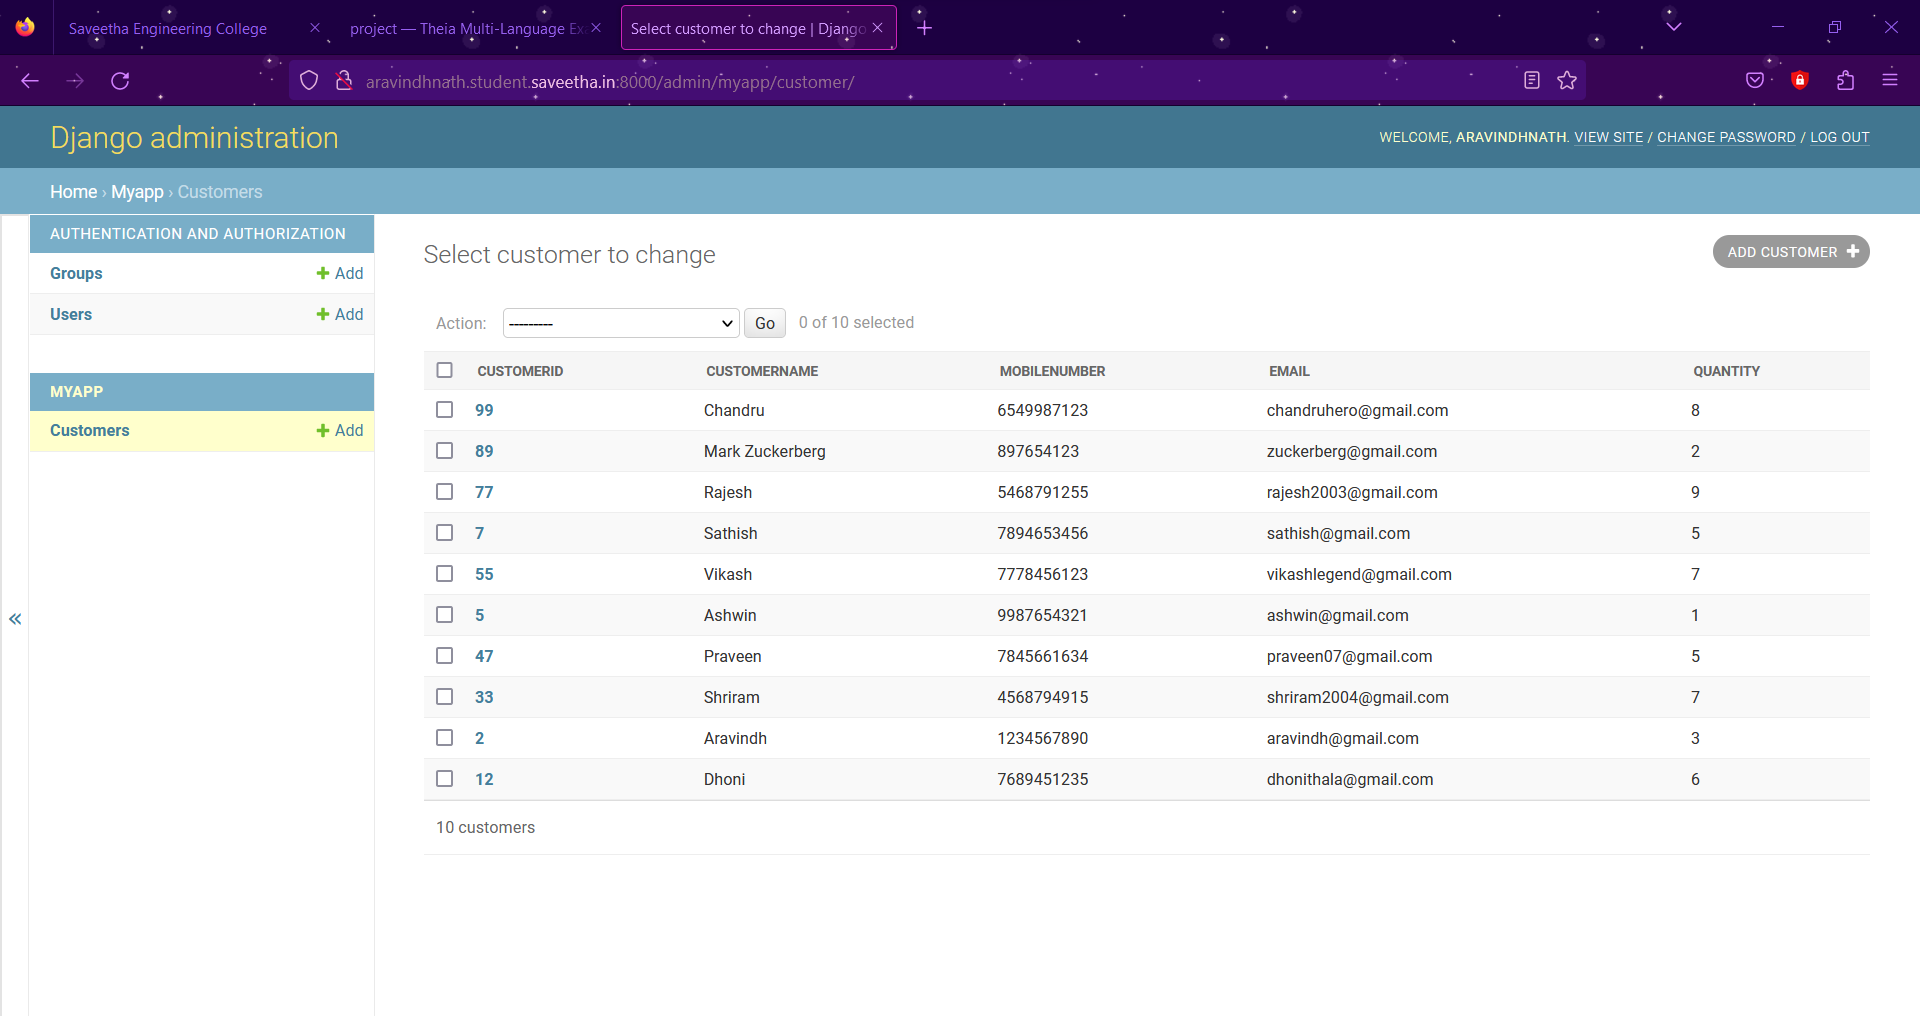 Saveetha Engineering College
project — Theia Multi-Language Ex
Select customer to change | Django
aravindhnath.student.saveetha.in:8000/admin/myapp/customer/
Django administration
WELCOME, ARAVINDHNATH. VIEW SITE / CHANGE PASSWORD / LOG OUT
Home › Myapp › Customers
AUTHENTICATION AND AUTHORIZATION
Groups + Add
Users + Add
MYAPP
Customers + Add
«
Select customer to change
ADD CUSTOMER +
Action: --------- Go 0 of 10 selected
CUSTOMERID CUSTOMERNAME MOBILENUMBER EMAIL QUANTITY
99 Chandru 6549987123 chandruhero@gmail.com 8
89 Mark Zuckerberg 897654123 zuckerberg@gmail.com 2
77 Rajesh 5468791255 rajesh2003@gmail.com 9
7 Sathish 7894653456 sathish@gmail.com 5
55 Vikash 7778456123 vikashlegend@gmail.com 7
5 Ashwin 9987654321 ashwin@gmail.com 1
47 Praveen 7845661634 praveen07@gmail.com 5
33 Shriram 4568794915 shriram2004@gmail.com 7
2 Aravindh 1234567890 aravindh@gmail.com 3
12 Dhoni 7689451235 dhonithala@gmail.com 6
10 customers